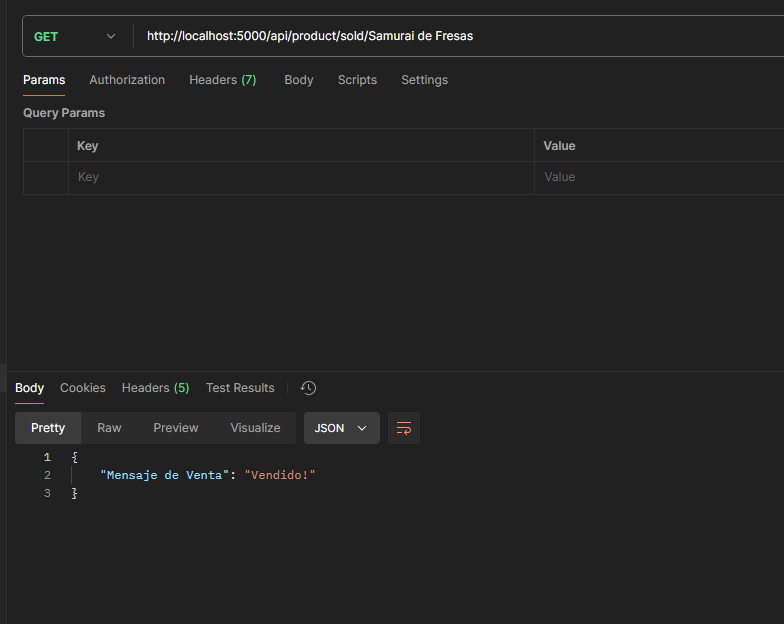 GET http://localhost:5000/api/product/sold/Samurai de Fresas
Params Authorization Headers (7) Body Scripts Settings
Query Params
Key Value
Key Value
Body Cookies Headers (5) Test Results
Pretty Raw Preview Visualize JSON
1 {
2 "Mensaje de Venta": "Vendido!"
3 }